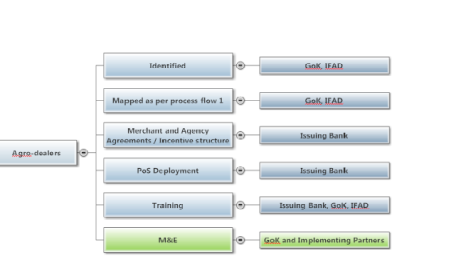 Identified
GoK, IFAD
Mapped as per process flow 1
GoK, IFAD
Merchant and Agency
Agreements / Incentive structure
Issuing Bank
Agro-dealers
PoS Deployment
Issuing Bank
Training
Issuing Bank, GoK, IFAD
M&E
GoK and Implementing Partners